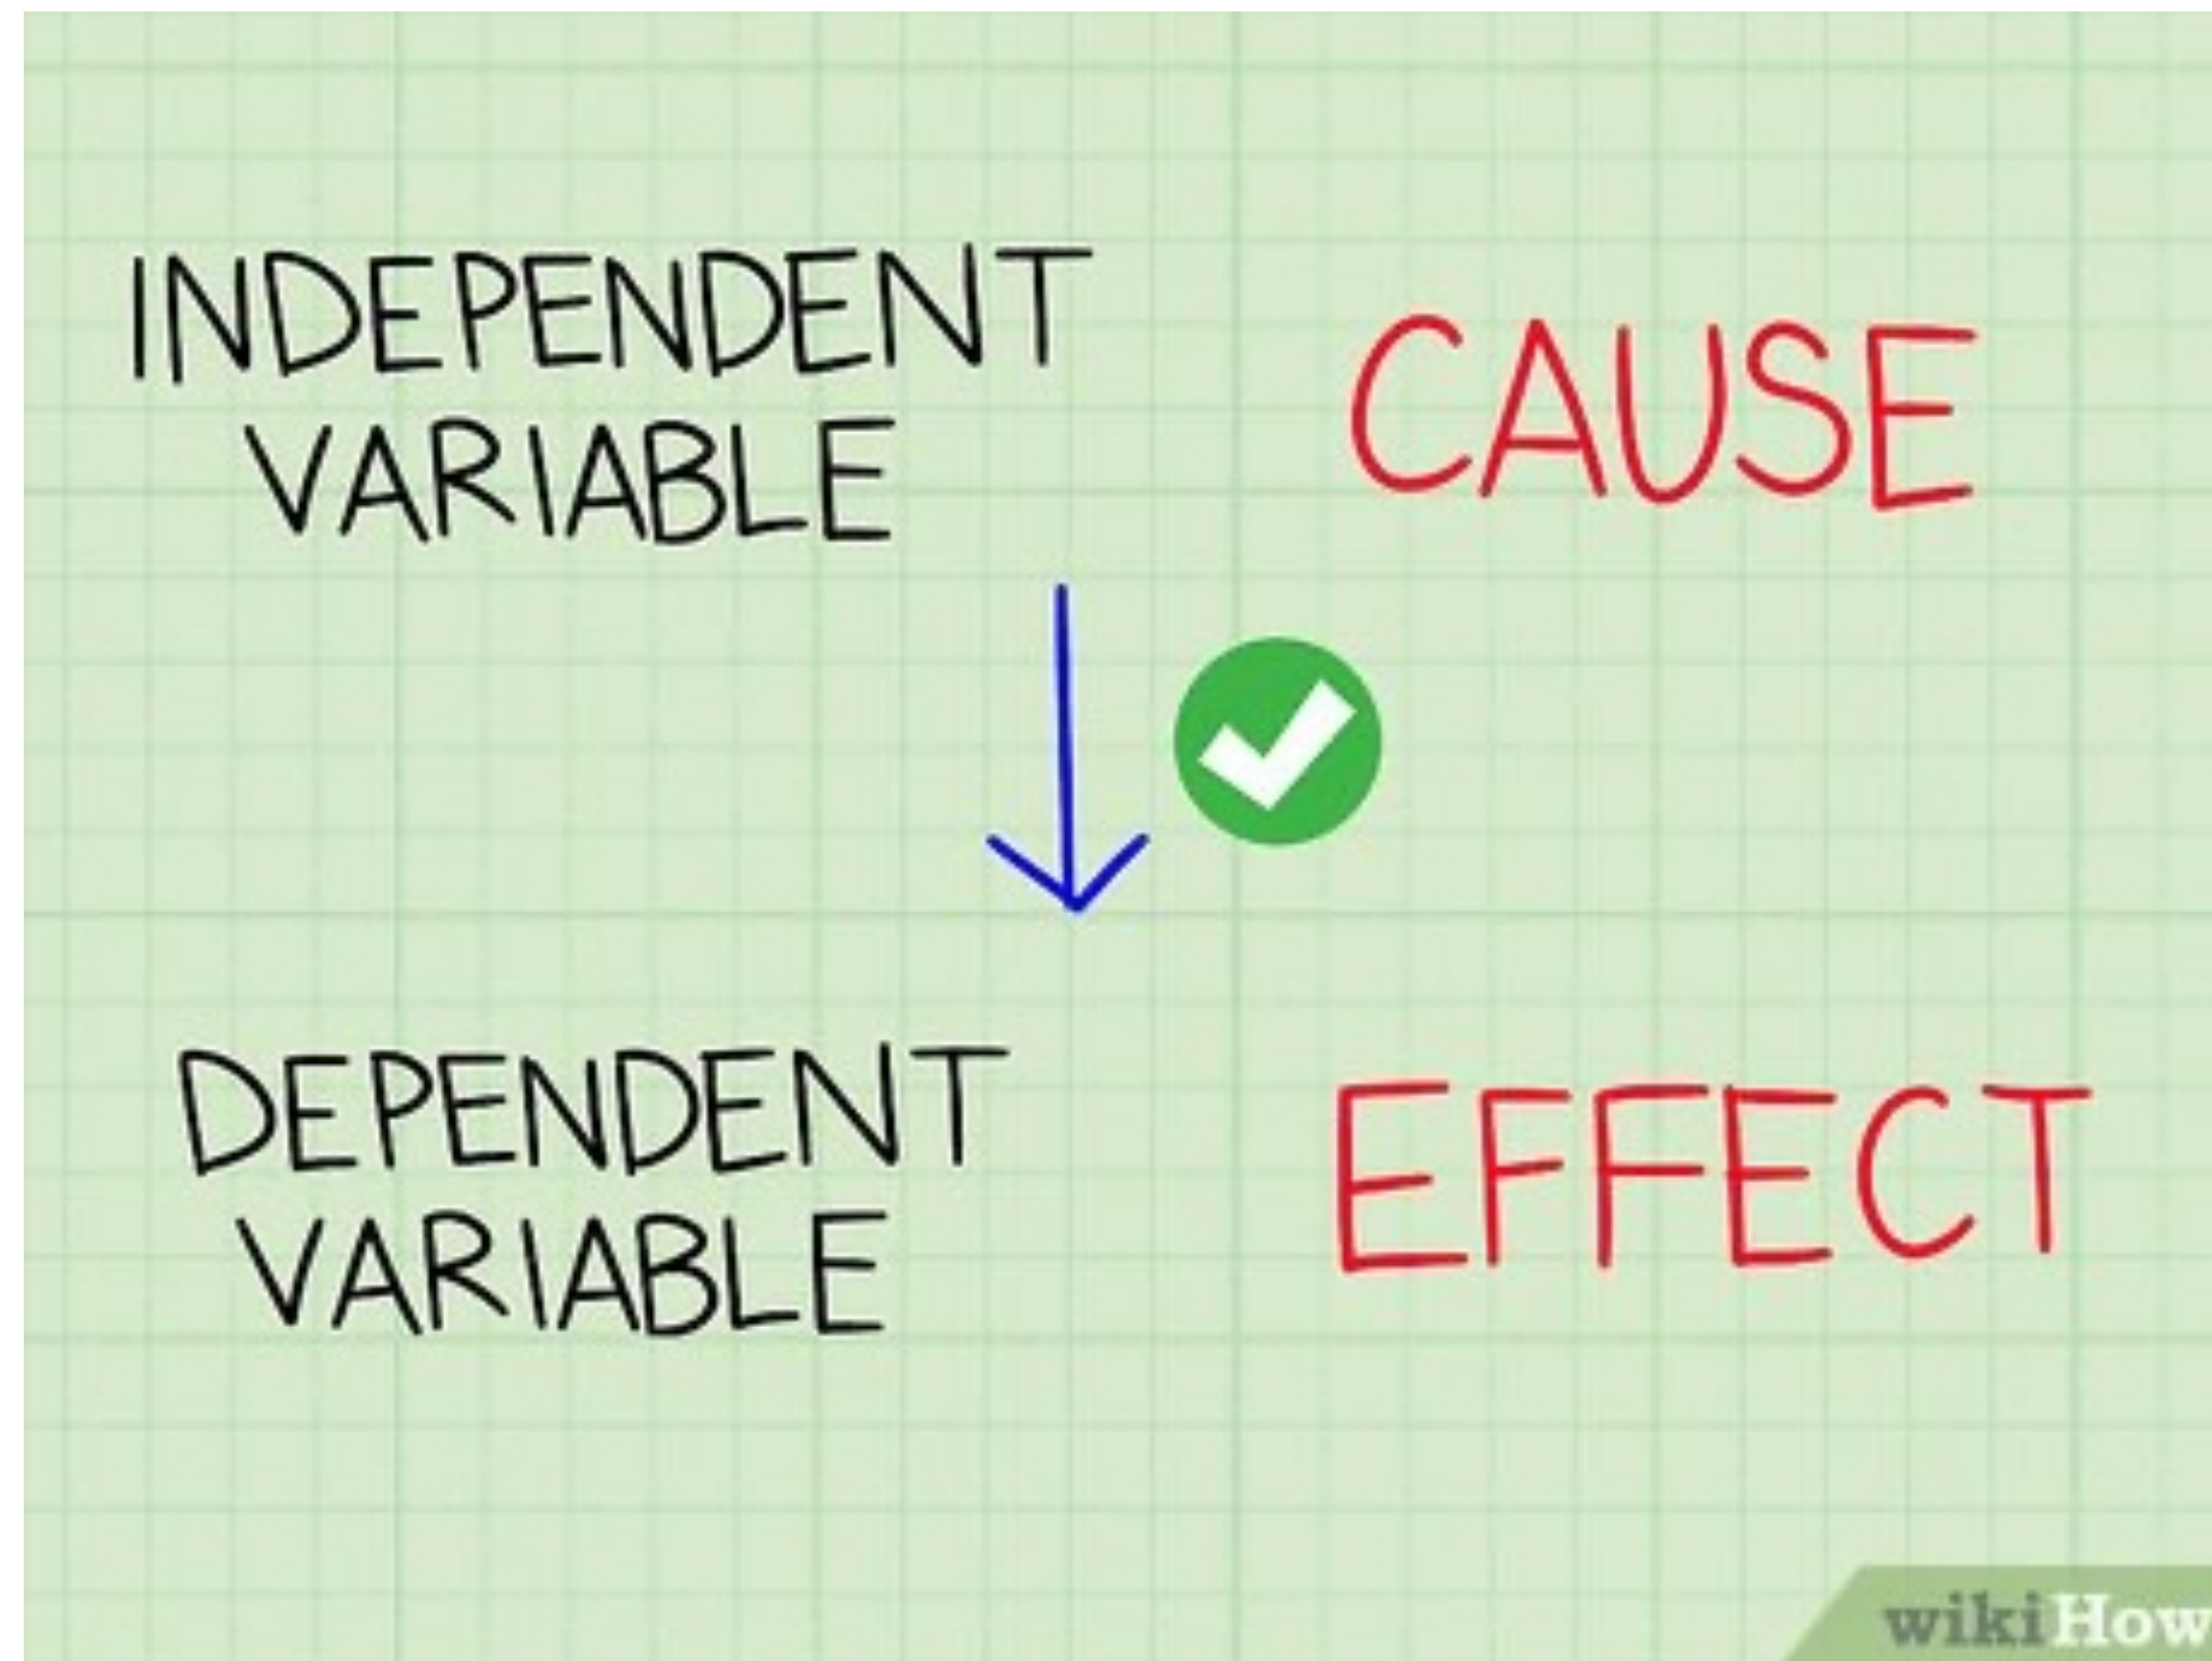 INDEPENDENT
VARIABLE
CAUSE
DEPENDENT
VARIABLE
EFFECT
wikiHow